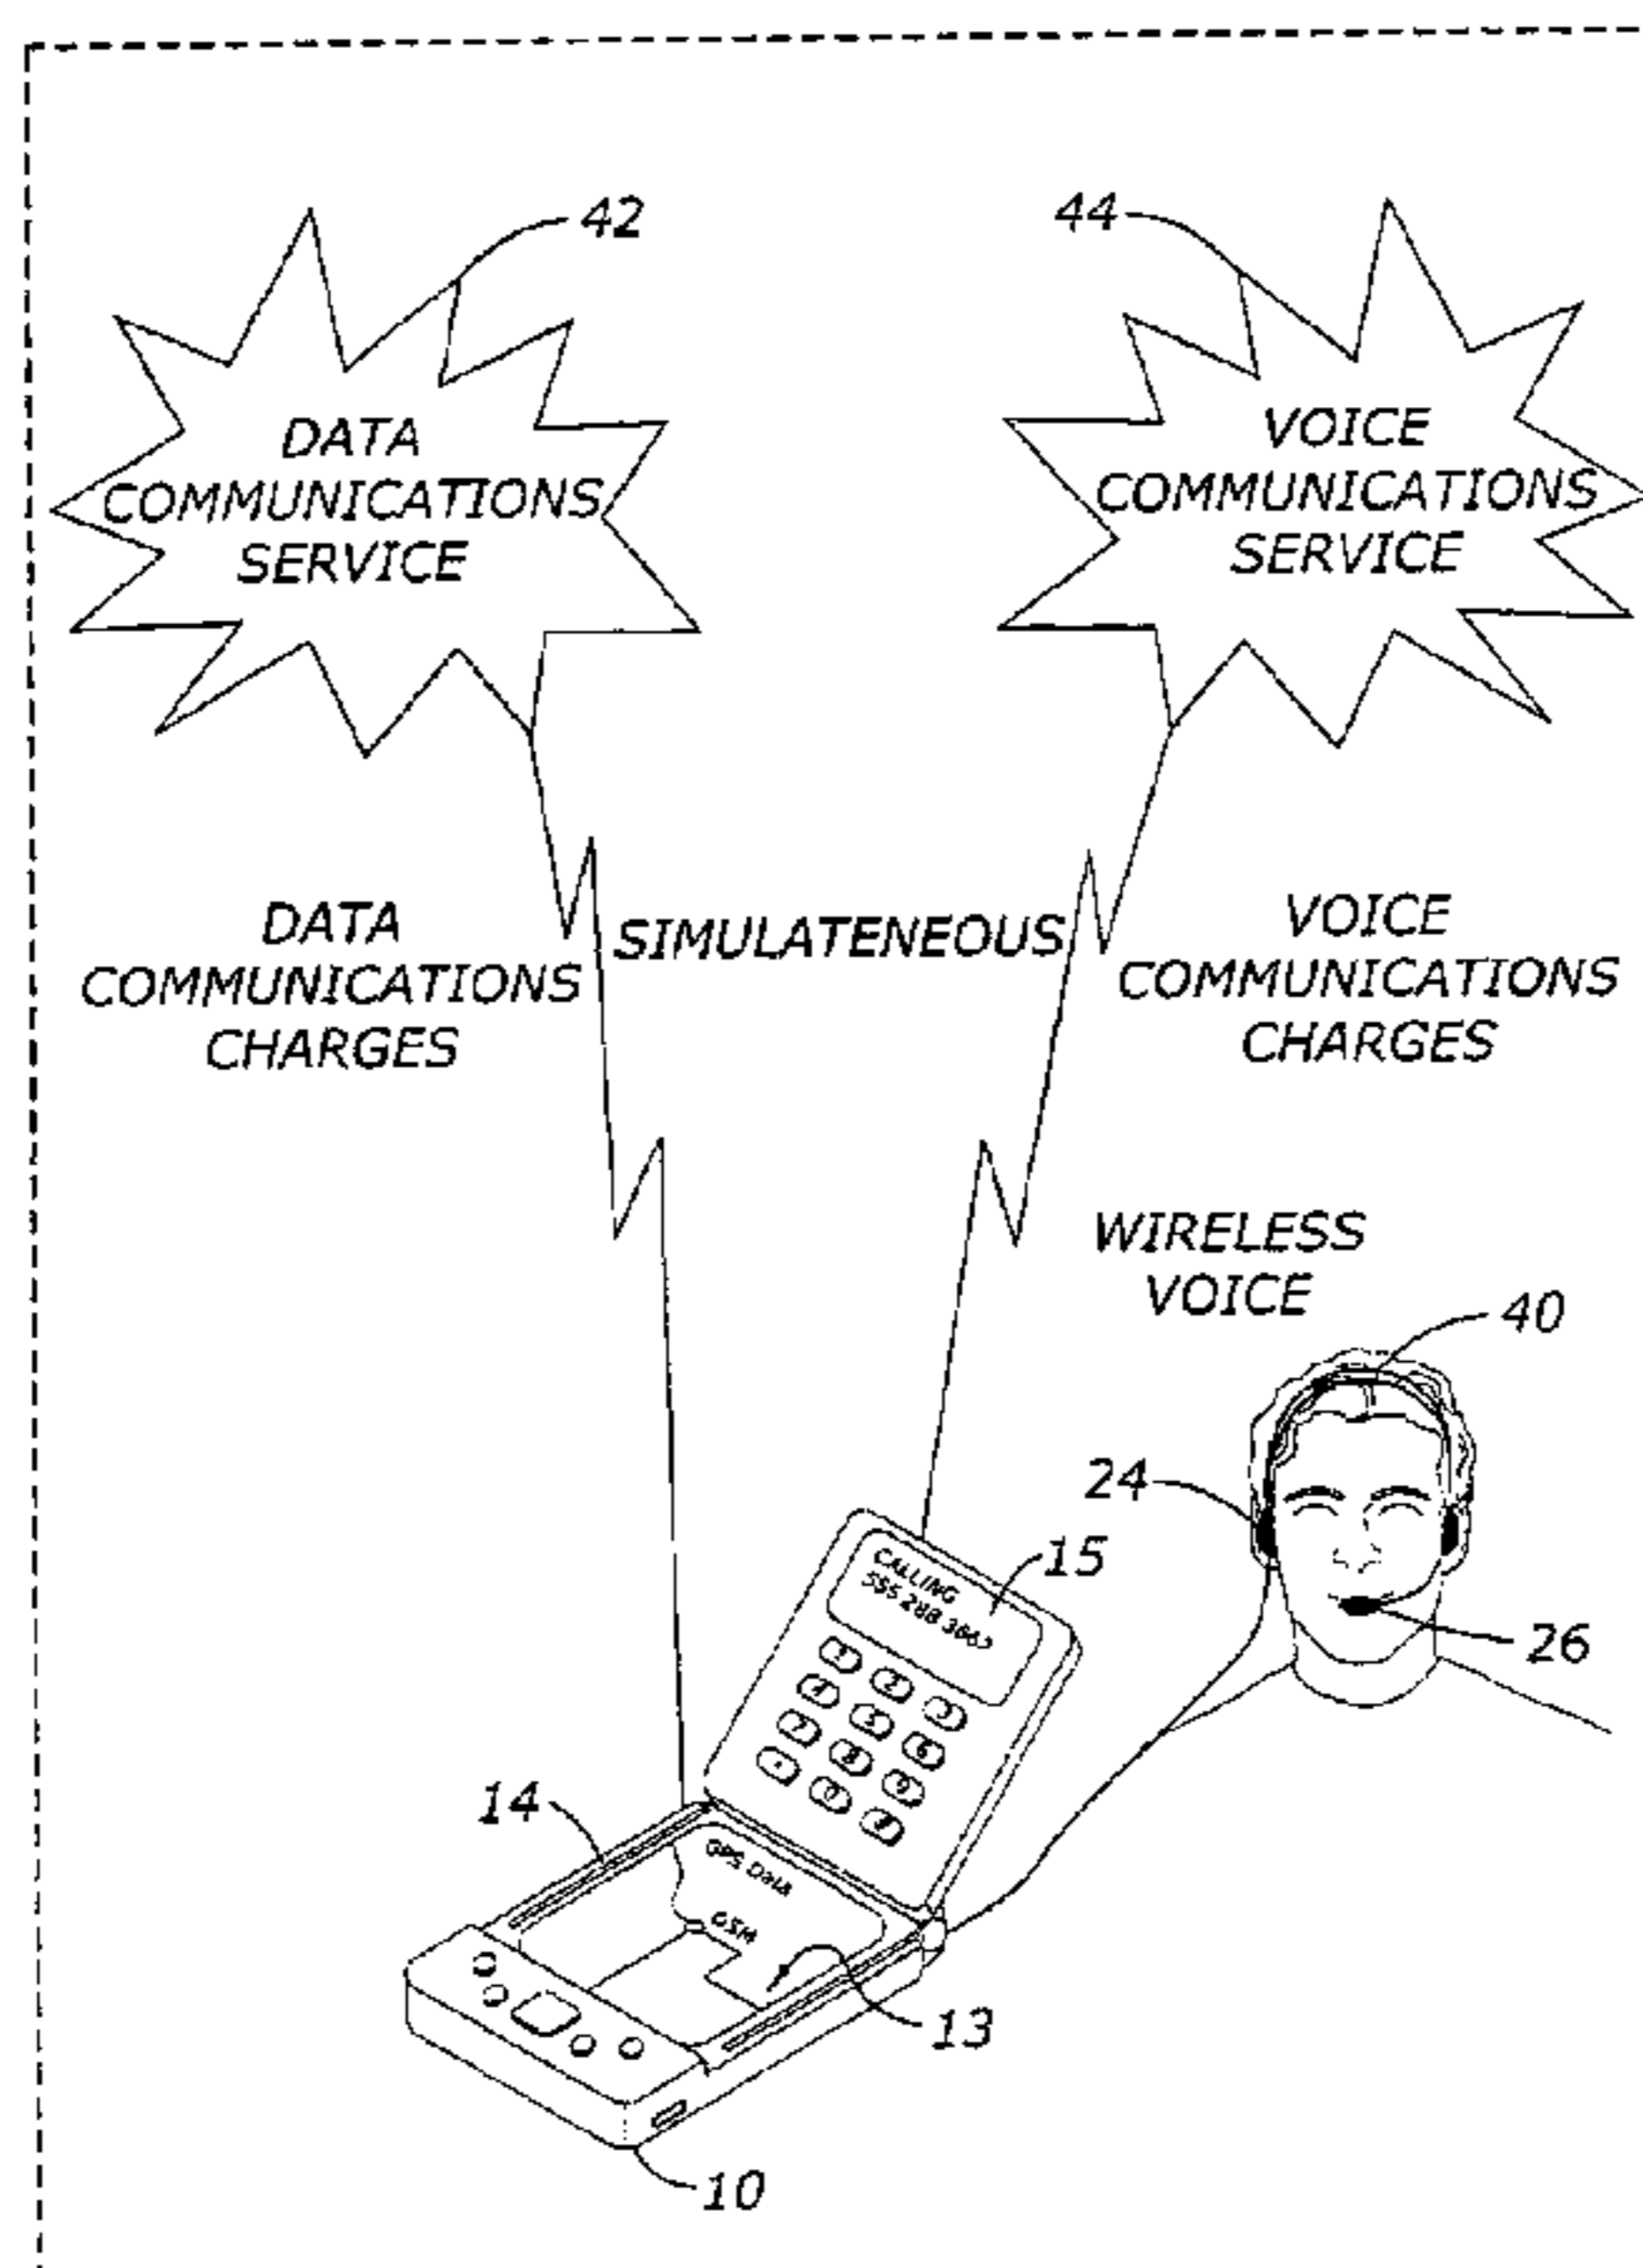 42
44
DATA
COMMUNICATIONS
SERVICE
VOICE
COMMUNICATIONS
SERVICE
DATA
COMMUNICATIONS
CHARGES
SIMULATENEOUS
VOICE
COMMUNICATIONS
CHARGES
WIRELESS
VOICE
40
24
15
CALLING
26
14
GPS DATA
13
10